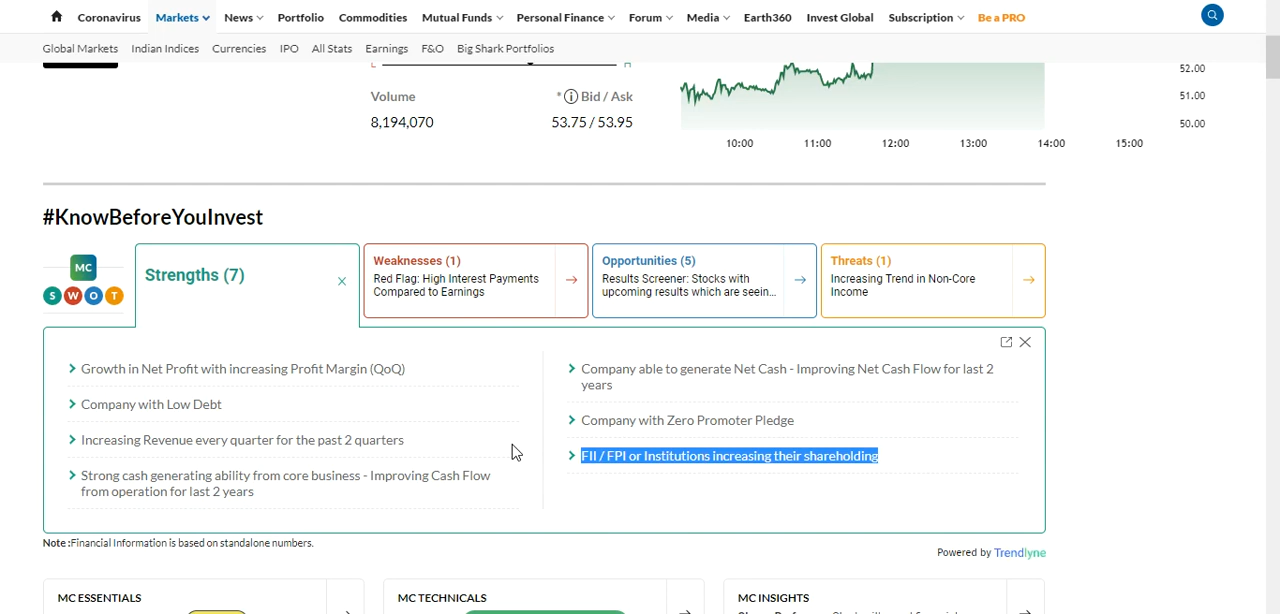 Coronavirus Markets News Portfolio Commodities Mutual Funds Personal Finance Forum Media Earth360 Invest Global Subscription Be a PRO
Global Markets Indian Indices Currencies IPO All Stats Earnings F&O Big Shark Portfolios
L H
52.00
Volume * Bid / Ask
51.00
8,194,070 53.75 / 53.95
50.00
10:00 11:00 12:00 13:00 14:00 15:00
#KnowBeforeYouInvest
MC
S W O T
Strengths (7)
Weaknesses (1)
Red Flag: High Interest Payments
Compared to Earnings
Opportunities (5)
Results Screener: Stocks with
upcoming results which are seein...
Threats (1)
Increasing Trend in Non-Core
Income
Growth in Net Profit with increasing Profit Margin (QoQ)
Company with Low Debt
Increasing Revenue every quarter for the past 2 quarters
Strong cash generating ability from core business - Improving Cash Flow
from operation for last 2 years
Company able to generate Net Cash - Improving Net Cash Flow for last 2
years
Company with Zero Promoter Pledge
FII / FPI or Institutions increasing their shareholding
Note :Financial Information is based on standalone numbers.
Powered by Trendlyne
MC ESSENTIALS MC TECHNICALS MC INSIGHTS